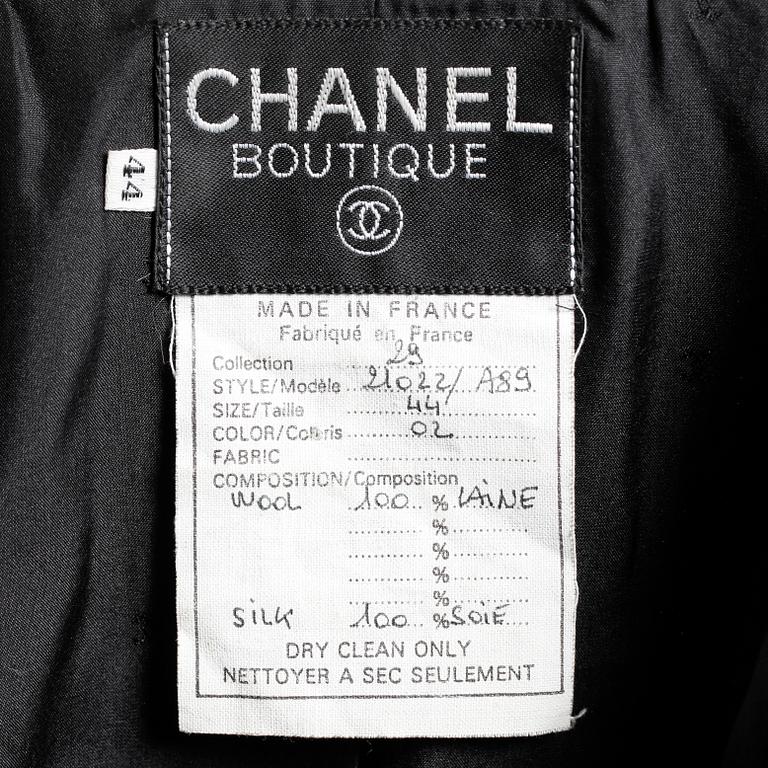 CHANEL
BOUTIQUE
44
MADE IN FRANCE
Fabriqué en France
Collection 29
STYLE/Modèle 21022/ A89
SIZE/Taille 44
COLOR/Coloris 02
FABRIC
COMPOSITION/Composition
WOOL 100 % LAINE
%
%
%
%
SILK 100 % SOIE
DRY CLEAN ONLY
NETTOYER A SEC SEULEMENT